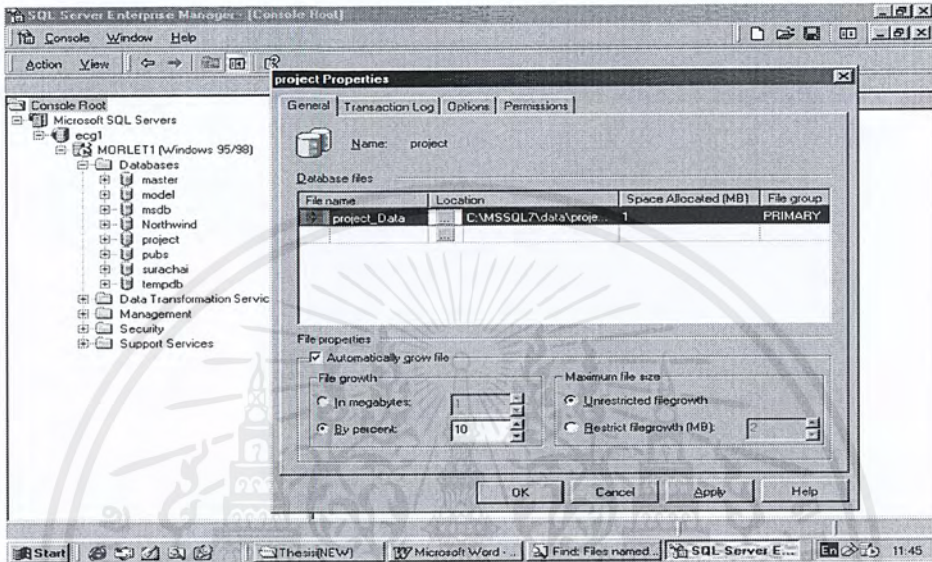 SQL Server Enterprise Manager - [Console Root]
Console Window Help
Action View
project Properties
General Transaction Log Options Permissions
Name: project
Database files
File name Location Space Allocated (MB) File group
project_Data ... C:\MSSQL7\data\proje... 1 PRIMARY
...
File properties
Automatically grow file
File growth
In megabytes: 1
By percent: 10
Maximum file size
Unrestricted filegrowth
Restrict filegrowth (MB): 2
OK Cancel Apply Help
Console Root
Microsoft SQL Servers
ecg1
MORLET1 (Windows 95/98)
Databases
master
model
msdb
Northwind
project
pubs
surachai
tempdb
Data Transformation Servic
Management
Security
Support Services
Start Thesis(NEW) Microsoft Word - ... Find: Files named... SQL Server E... En 11:45